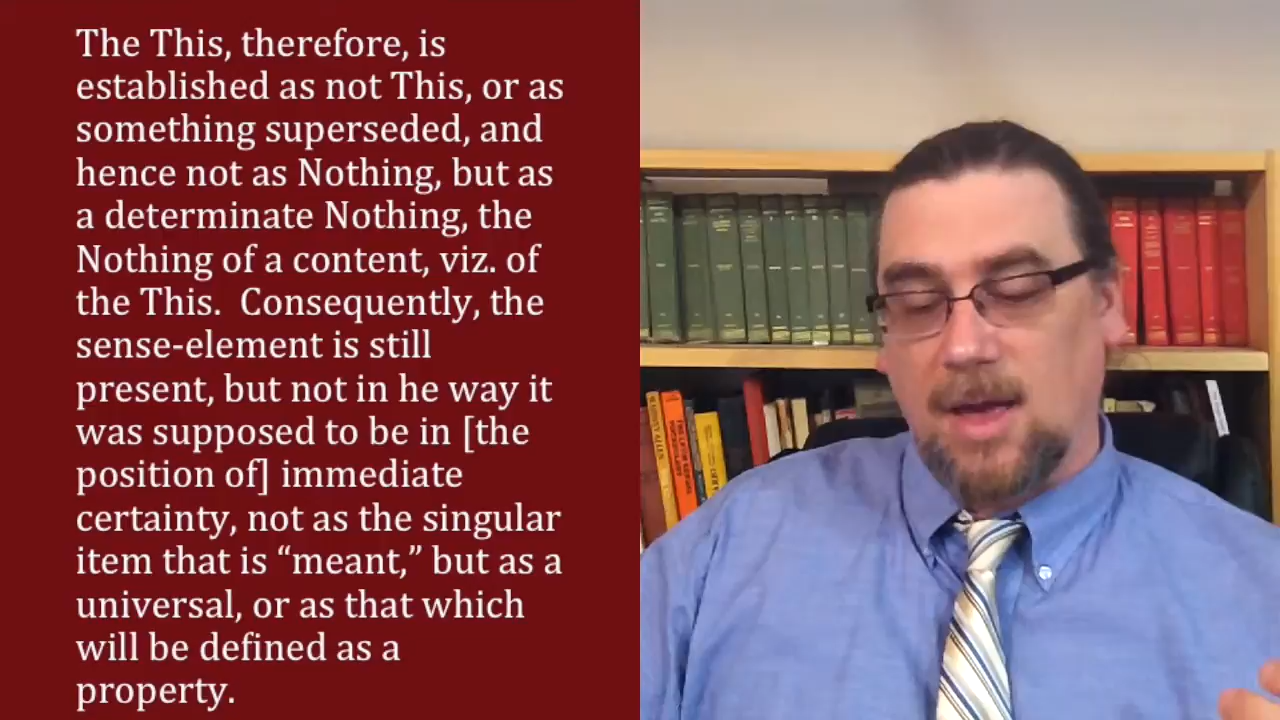 The This, therefore, is
established as not This, or as
something superseded, and
hence not as Nothing, but as
a determinate Nothing, the
Nothing of a content, viz. of
the This.  Consequently, the
sense-element is still
present, but not in he way it
was supposed to be in [the
position of] immediate
certainty, not as the singular
item that is “meant,” but as a
universal, or as that which
will be defined as a
property.